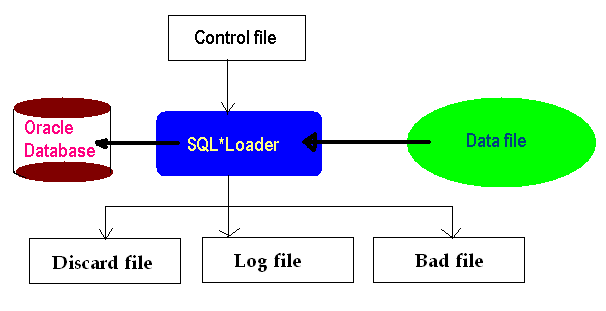 Control file
Oracle
Database
SQL*Loader
Data file
Discard file
Log file
Bad file